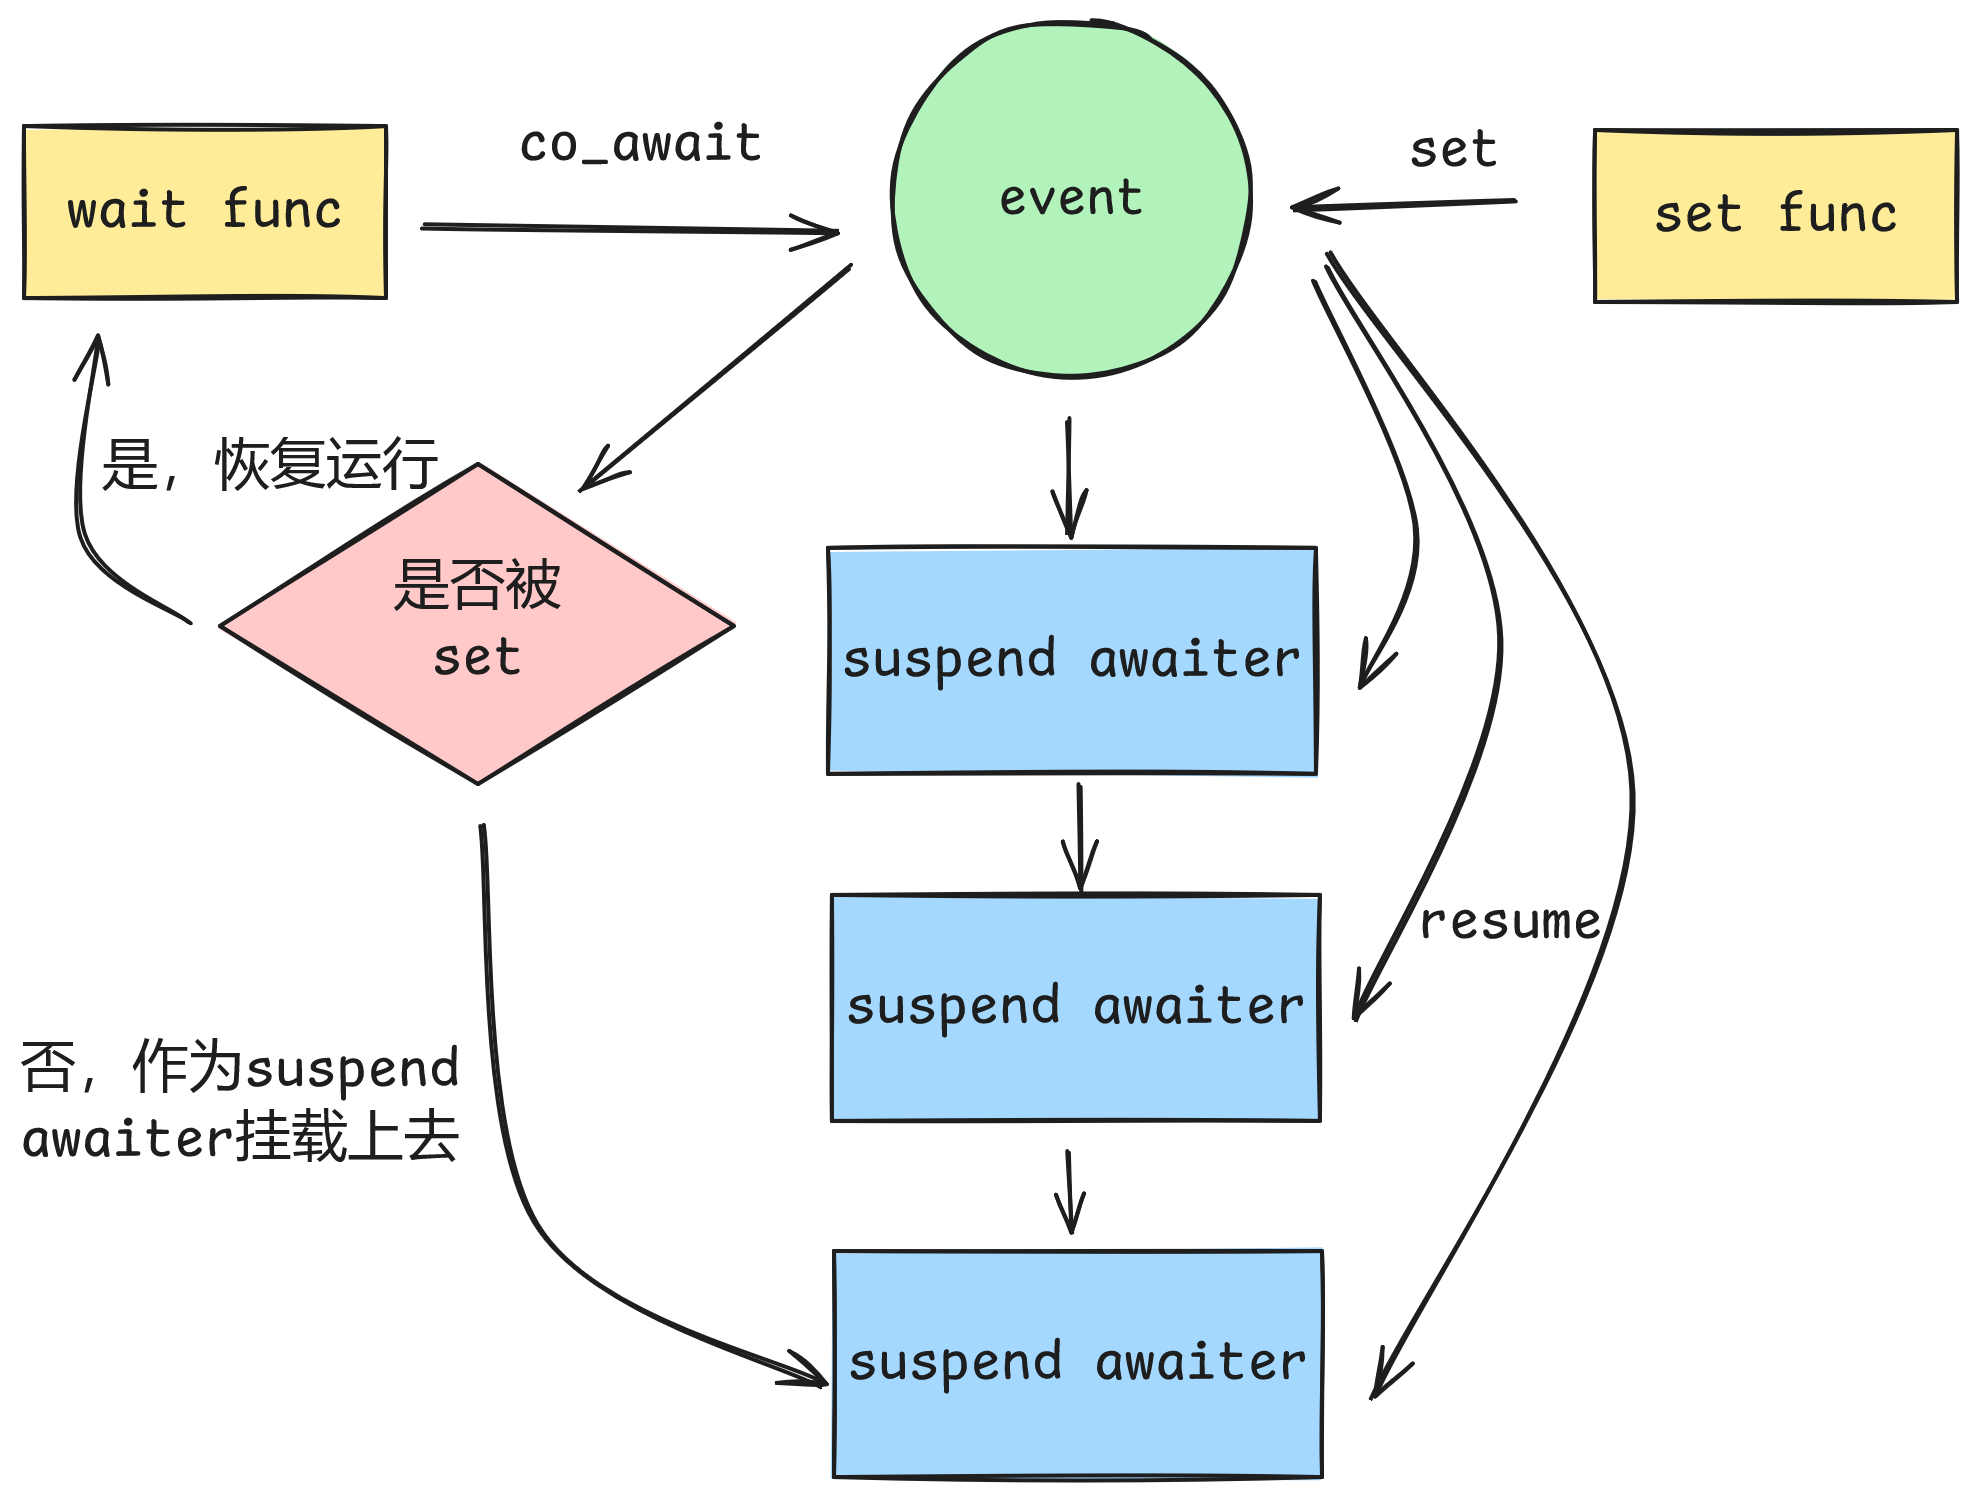 co_await
set
wait func
event
set func
是，恢复运行
是否被
set
suspend awaiter
resume
suspend awaiter
否，作为suspend
awaiter挂载上去
suspend awaiter